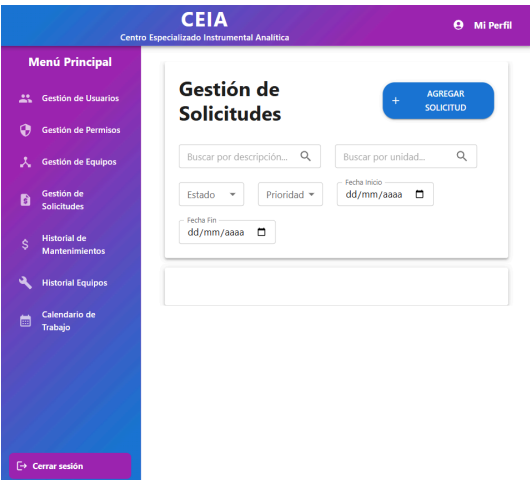 CEIA
Centro Especializado Instrumental Analitica
Mi Perfil
Menú Principal
Gestión de Usuarios
Gestión de Permisos
Gestión de Equipos
Gestión de
Solicitudes
Historial de
Mantenimientos
Historial Equipos
Calendario de
Trabajo
Cerrar sesión
Gestión de
Solicitudes
+ AGREGAR
SOLICITUD
Buscar por descripción...
Buscar por unidad...
Estado
Prioridad
Fecha Inicio
dd/mm/aaaa
Fecha Fin
dd/mm/aaaa